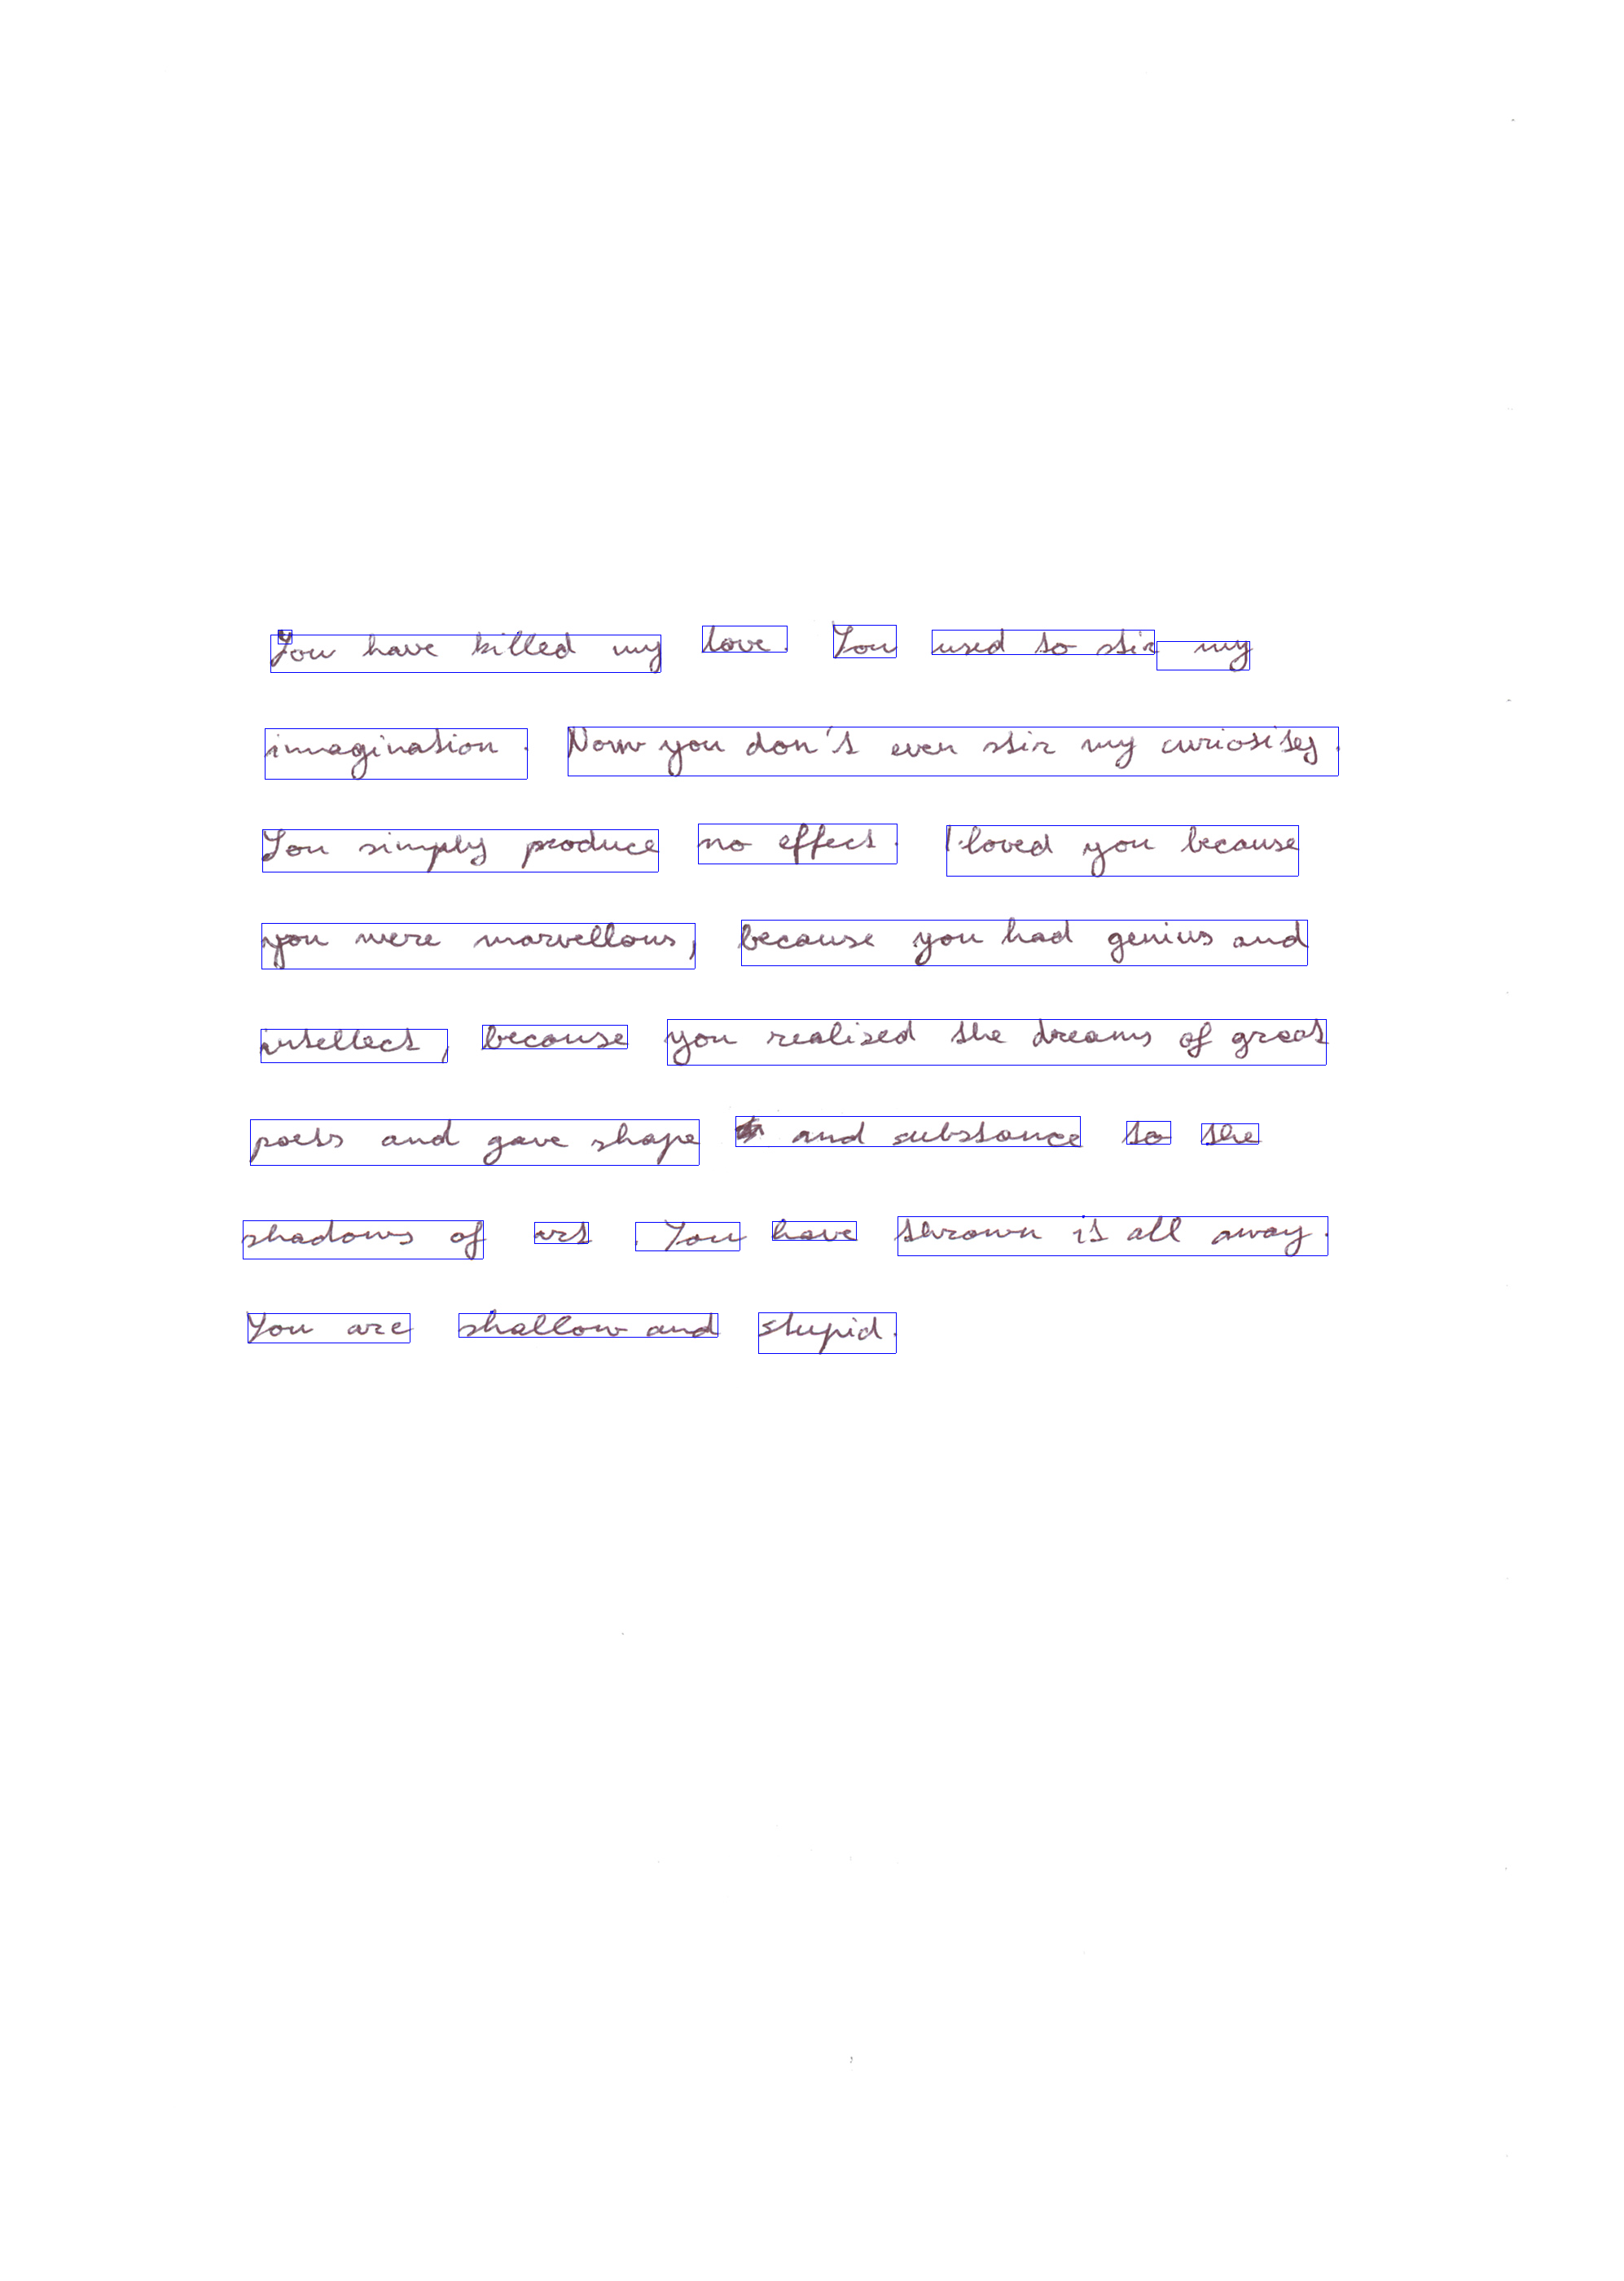 You have killed my love. You used to stir my
imagination. Now you don't even stir my curiosity.
You simply produce no effect. I loved you because
you were marvellous, because you had genius and
intellect, because you realised the dreams of great
poets and gave shape and substance to the
shadows of art. You have thrown it all away.
You are shallow and stupid.